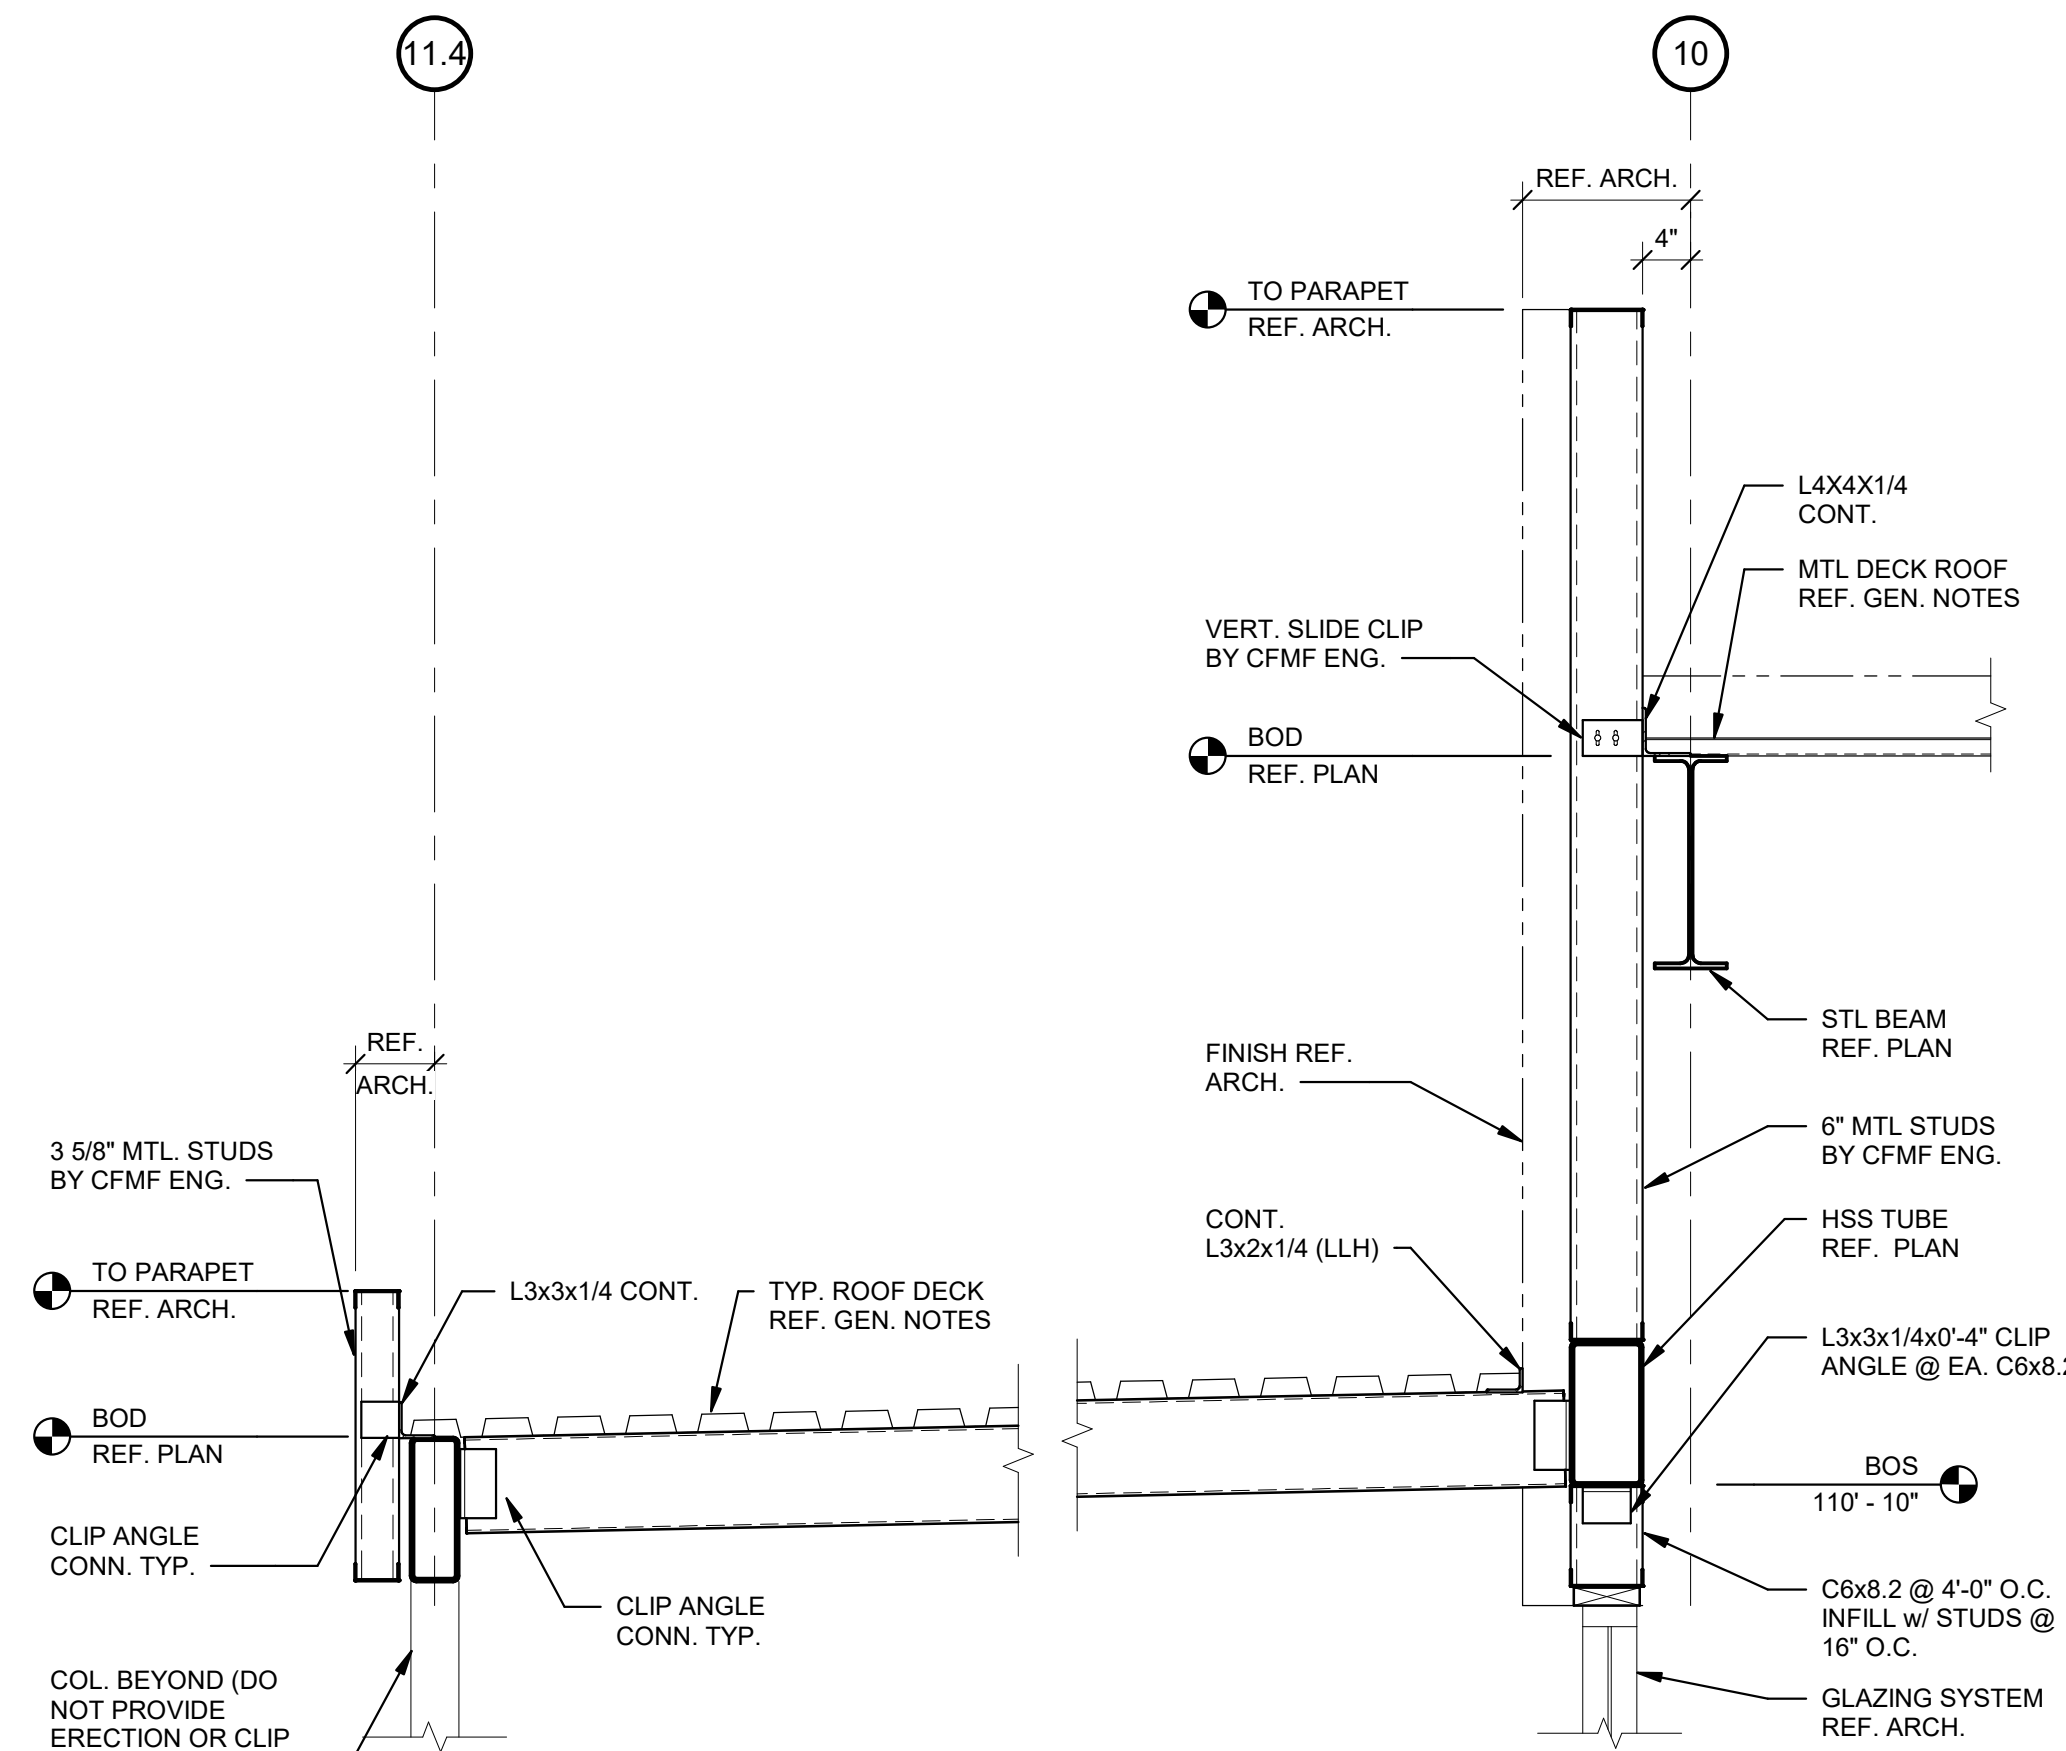 11.4
10
REF. ARCH.
4"
TO PARAPET
REF. ARCH.
L4X4X1/4
CONT.
MTL DECK ROOF
REF. GEN. NOTES
VERT. SLIDE CLIP
BY CFMF ENG.
BOD
REF. PLAN
STL BEAM
REF. PLAN
REF.
ARCH.
FINISH REF.
ARCH.
6" MTL STUDS
BY CFMF ENG.
3 5/8" MTL. STUDS
BY CFMF ENG.
CONT.
L3x2x1/4 (LLH)
HSS TUBE
REF. PLAN
TO PARAPET
REF. ARCH.
L3x3x1/4 CONT.
TYP. ROOF DECK
REF. GEN. NOTES
L3x3x1/4x0'-4" CLIP
ANGLE @ EA. C6x8.2
BOD
REF. PLAN
BOS
110' - 10"
CLIP ANGLE
CONN. TYP.
CLIP ANGLE
CONN. TYP.
C6x8.2 @ 4'-0" O.C.
INFILL w/ STUDS @
16" O.C.
COL. BEYOND (DO
NOT PROVIDE
ERECTION OR CLIP
GLAZING SYSTEM
REF. ARCH.